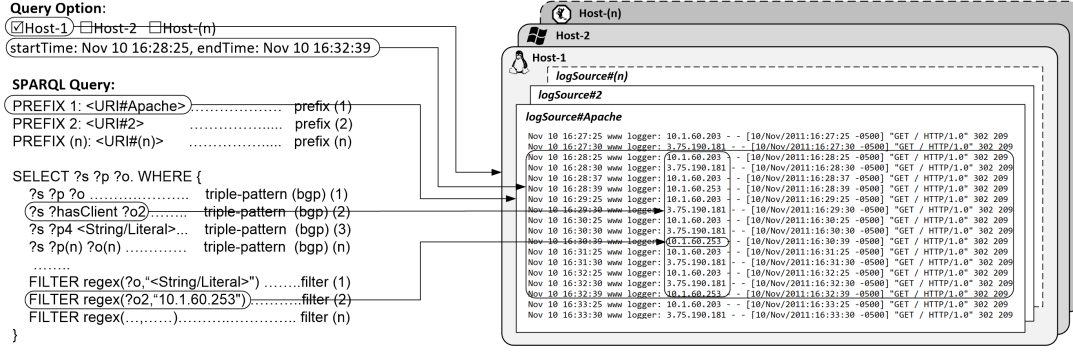 Query Option:
☑Host-1 ☐Host-2 ☐Host-(n)
startTime: Nov 10 16:28:25, endTime: Nov 10 16:32:39
SPARQL Query:
PREFIX 1: <URI#Apache> .................. prefix (1)
PREFIX 2: <URI#2> .................. prefix (2)
PREFIX (n): <URI#(n)> .................. prefix (n)
SELECT ?s ?p ?o. WHERE {
?s ?p ?o .................... triple-pattern (bgp) (1)
?s ?hasClient ?o2 ......... triple-pattern (bgp) (2)
?s ?p4 <String/Literal>... triple-pattern (bgp) (3)
?s ?p(n) ?o(n) ............ triple-pattern (bgp) (n)
........
FILTER regex(?o,“<String/Literal>") ........filter (1)
FILTER regex(?o2,“10.1.60.253")............filter (2)
FILTER regex(...,......)....................... filter (n)
}
Host-(n)
Host-2
Host-1
logSource#(n)
logSource#2
logSource#Apache
Nov 10 16:27:25 www logger: 10.1.60.203 - - [10/Nov/2011:16:27:25 -0500] "GET / HTTP/1.0" 302 209
Nov 10 16:27:30 www logger: 3.75.190.181 - - [10/Nov/2011:16:27:30 -0500] "GET / HTTP/1.0" 302 209
Nov 10 16:28:25 www logger: 10.1.60.203 - - [10/Nov/2011:16:28:25 -0500] "GET / HTTP/1.0" 302 209
Nov 10 16:28:30 www logger: 3.75.190.181 - - [10/Nov/2011:16:28:30 -0500] "GET / HTTP/1.0" 302 209
Nov 10 16:28:37 www logger: 10.1.60.203 - - [10/Nov/2011:16:28:37 -0500] "GET / HTTP/1.0" 302 209
Nov 10 16:28:39 www logger: 10.1.60.253 - - [10/Nov/2011:16:28:39 -0500] "GET / HTTP/1.0" 302 209
Nov 10 16:29:25 www logger: 10.1.60.203 - - [10/Nov/2011:16:29:25 -0500] "GET / HTTP/1.0" 302 209
Nov 10 16:29:30 www logger: 3.75.190.181 - - [10/Nov/2011:16:29:30 -0500] "GET / HTTP/1.0" 302 209
Nov 10 16:30:25 www logger: 10.1.60.203 - - [10/Nov/2011:16:30:25 -0500] "GET / HTTP/1.0" 302 209
Nov 10 16:30:30 www logger: 3.75.190.181 - - [10/Nov/2011:16:30:30 -0500] "GET / HTTP/1.0" 302 209
Nov 10 16:30:39 www logger: 10.1.60.253 - - [10/Nov/2011:16:30:39 -0500] "GET / HTTP/1.0" 302 209
Nov 10 16:31:25 www logger: 10.1.60.203 - - [10/Nov/2011:16:31:25 -0500] "GET / HTTP/1.0" 302 209
Nov 10 16:31:30 www logger: 3.75.190.181 - - [10/Nov/2011:16:31:30 -0500] "GET / HTTP/1.0" 302 209
Nov 10 16:32:25 www logger: 10.1.60.203 - - [10/Nov/2011:16:32:25 -0500] "GET / HTTP/1.0" 302 209
Nov 10 16:32:30 www logger: 3.75.190.181 - - [10/Nov/2011:16:32:30 -0500] "GET / HTTP/1.0" 302 209
Nov 10 16:32:39 www logger: 10.1.60.253 - - [10/Nov/2011:16:32:39 -0500] "GET / HTTP/1.0" 302 209
Nov 10 16:33:25 www logger: 10.1.60.203 - - [10/Nov/2011:16:33:25 -0500] "GET / HTTP/1.0" 302 209
Nov 10 16:33:30 www logger: 3.75.190.181 - - [10/Nov/2011:16:33:30 -0500] "GET / HTTP/1.0" 302 209